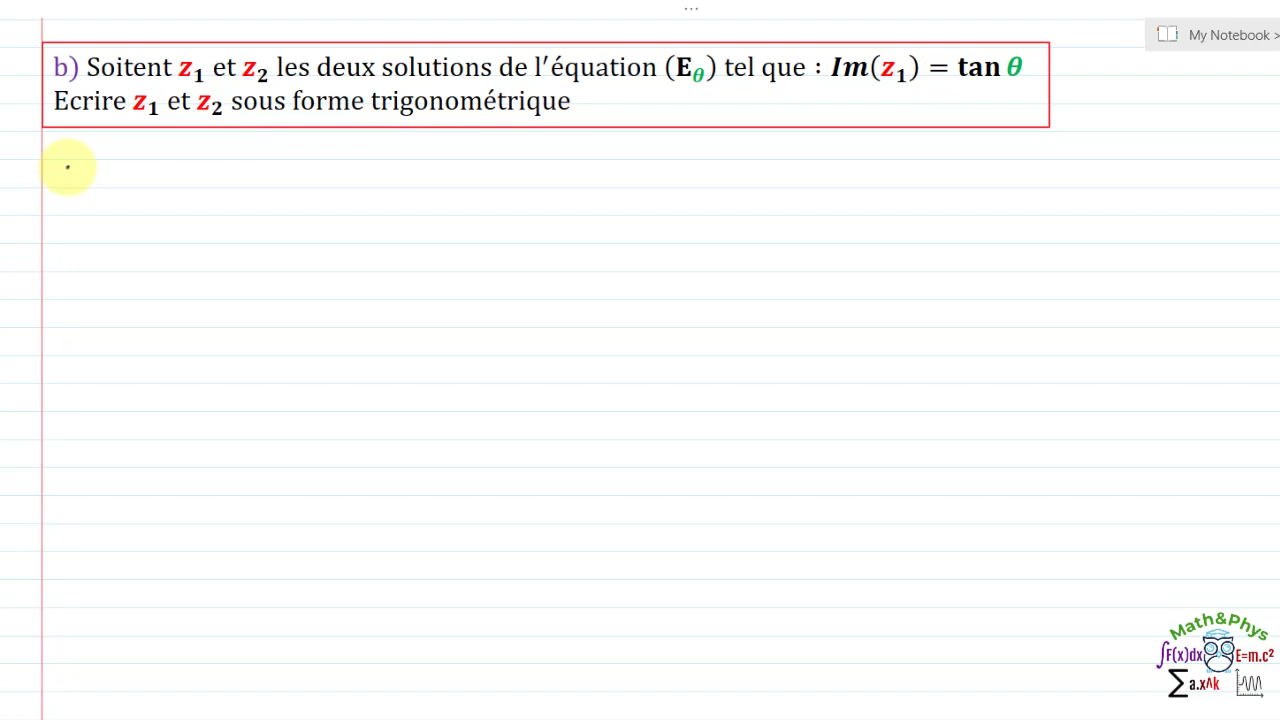 ...
My Notebook >
b) Soitent z₁ et z₂ les deux solutions de l′équation (E_θ) tel que : Im(z₁) = tan θ
Ecrire z₁ et z₂ sous forme trigonométrique
Math&Phys
∫F(x)dx E=m.c²
∑ a.x^k